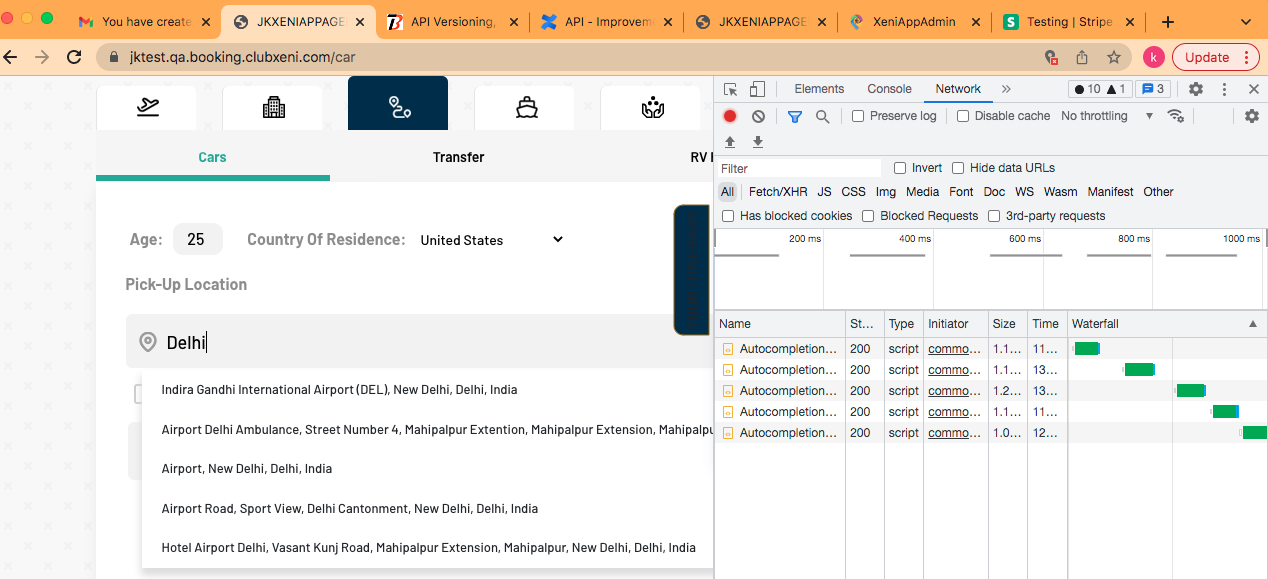 You have create
JKXENIAPPAGE
API Versioning,
API - Improvem
JKXENIAPPAGE
XeniAppAdmin
Testing | Stripe
jktest.qa.booking.clubxeni.com/car
k
Update
Elements Console Network
10 1 3
Preserve log Disable cache No throttling
Filter Invert Hide data URLs
All Fetch/XHR JS CSS Img Media Font Doc WS Wasm Manifest Other
Has blocked cookies Blocked Requests 3rd-party requests
200 ms 400 ms 600 ms 800 ms 1000 ms
Name St... Type Initiator Size Time Waterfall
Autocompletion... 200 script commo... 1.1... 11...
Autocompletion... 200 script commo... 1.1... 13...
Autocompletion... 200 script commo... 1.2... 13...
Autocompletion... 200 script commo... 1.1... 11...
Autocompletion... 200 script commo... 1.0... 12...
Cars Transfer RV
Age: 25 Country Of Residence: United States
Pick-Up Location
Delhi
Indira Gandhi International Airport (DEL), New Delhi, Delhi, India
Airport Delhi Ambulance, Street Number 4, Mahipalpur Extention, Mahipalpur Extension, Mahipalpu
Airport, New Delhi, Delhi, India
Airport Road, Sport View, Delhi Cantonment, New Delhi, Delhi, India
Hotel Airport Delhi, Vasant Kunj Road, Mahipalpur Extension, Mahipalpur, New Delhi, Delhi, India